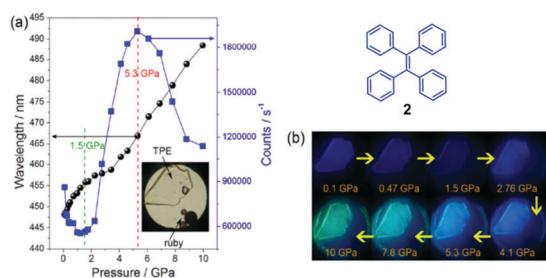 (a)
495
490
485
480
475
470
465
460
455
450
445
440
Wavelength / nm
0
2
4
6
8
10
Pressure / GPa
1800000
1500000
1200000
900000
600000
Counts / s⁻¹
5.3 GPa
1.5 GPa
TPE
ruby
2
(b)
0.1 GPa 0.47 GPa 1.5 GPa 2.76 GPa
10 GPa 7.8 GPa 5.3 GPa 4.1 GPa